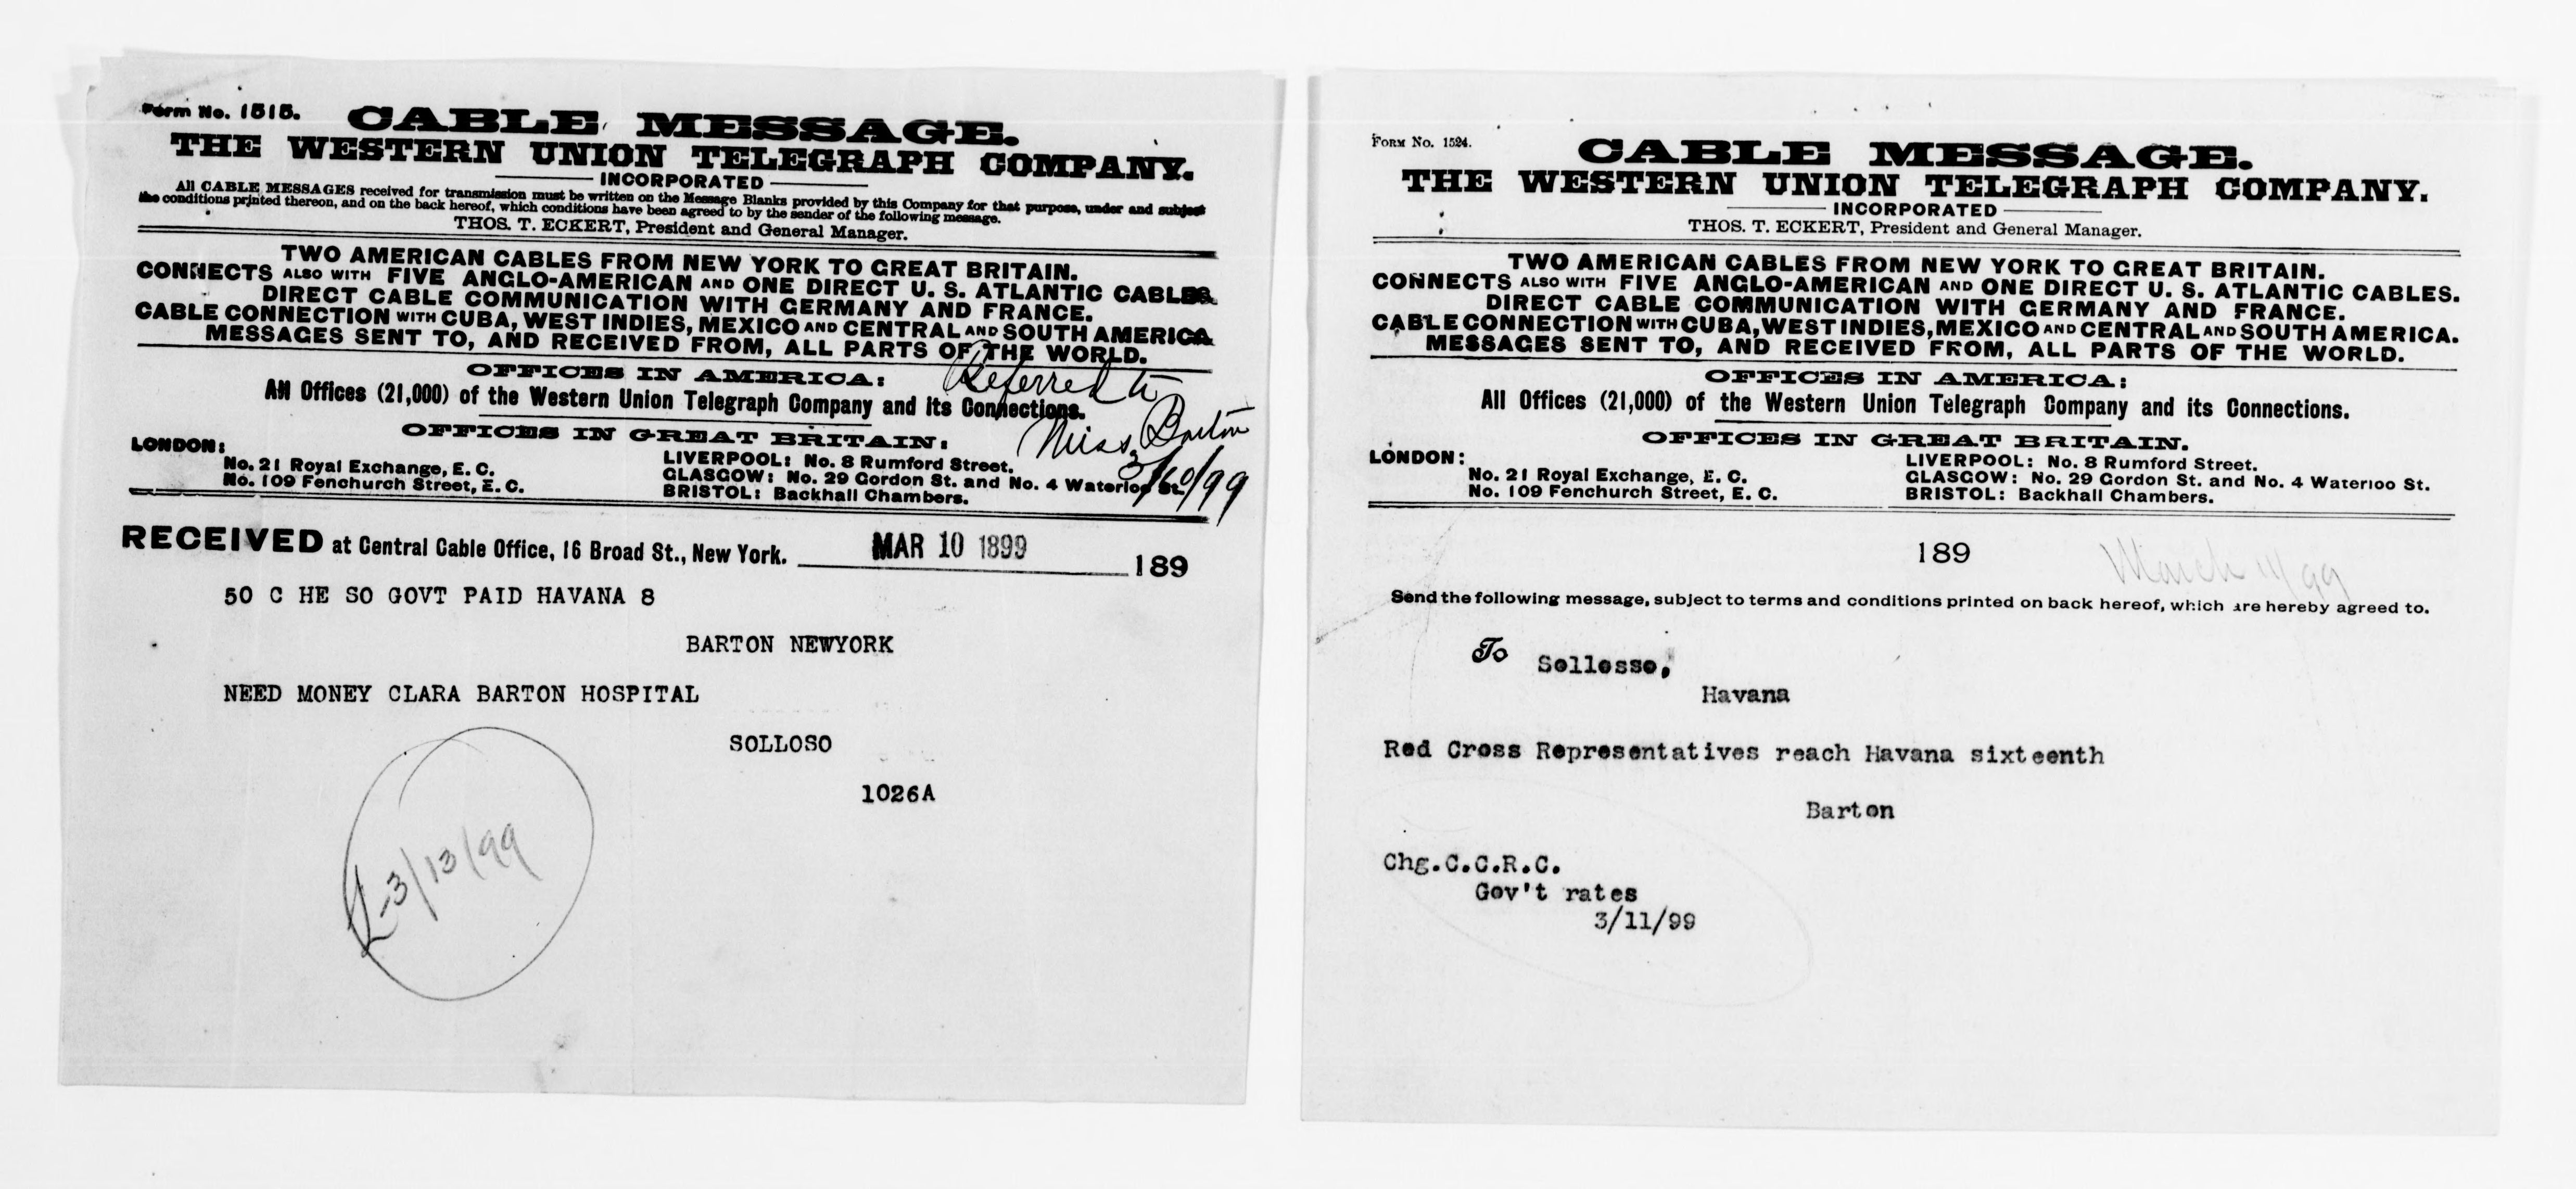 Form No. 1515.
CABLE MESSAGE.
THE WESTERN UNION TELEGRAPH COMPANY.
INCORPORATED
All CABLE MESSAGES received for transmission must be written on the Message Blanks provided by this Company for that purpose, under and subject
the conditions printed thereon, and on the back hereof, which conditions have been agreed to by the sender of the following message.
THOS. T. ECKERT, President and General Manager.
TWO AMERICAN CABLES FROM NEW YORK TO GREAT BRITAIN.
CONNECTS ALSO WITH FIVE ANGLO-AMERICAN AND ONE DIRECT U. S. ATLANTIC CABLES.
DIRECT CABLE COMMUNICATION WITH GERMANY AND FRANCE.
CABLE CONNECTION WITH CUBA, WEST INDIES, MEXICO AND CENTRAL AND SOUTH AMERICA
MESSAGES SENT TO, AND RECEIVED FROM, ALL PARTS OF THE WORLD.
OFFICES IN AMERICA:
All Offices (21,000) of the Western Union Telegraph Company and its Connections.
Referred to
Miss Barton
3/10/99
OFFICES IN GREAT BRITAIN:
LONDON:
No. 21 Royal Exchange, E. C.
No. 109 Fenchurch Street, E. C.
LIVERPOOL: No. 8 Rumford Street.
GLASGOW: No. 29 Gordon St. and No. 4 Waterloo St.
BRISTOL: Backhall Chambers.
RECEIVED at Central Cable Office, 16 Broad St., New York. MAR 10 1899 189
50 C HE SO GOVT PAID HAVANA 8
BARTON NEWYORK
NEED MONEY CLARA BARTON HOSPITAL
SOLLOSO
1026A
3/13/99
Form No. 1524.
CABLE MESSAGE.
THE WESTERN UNION TELEGRAPH COMPANY.
INCORPORATED
THOS. T. ECKERT, President and General Manager.
TWO AMERICAN CABLES FROM NEW YORK TO GREAT BRITAIN.
CONNECTS ALSO WITH FIVE ANGLO-AMERICAN AND ONE DIRECT U. S. ATLANTIC CABLES.
DIRECT CABLE COMMUNICATION WITH GERMANY AND FRANCE.
CABLE CONNECTION WITH CUBA, WEST INDIES, MEXICO AND CENTRAL AND SOUTH AMERICA.
MESSAGES SENT TO, AND RECEIVED FROM, ALL PARTS OF THE WORLD.
OFFICES IN AMERICA:
All Offices (21,000) of the Western Union Telegraph Company and its Connections.
OFFICES IN GREAT BRITAIN.
LONDON:
No. 21 Royal Exchange, E. C.
No. 109 Fenchurch Street, E. C.
LIVERPOOL: No. 8 Rumford Street.
GLASGOW: No. 29 Gordon St. and No. 4 Waterloo St.
BRISTOL: Backhall Chambers.
189
March 11/99
Send the following message, subject to terms and conditions printed on back hereof, which are hereby agreed to.
To Sollosso,
Havana
Red Cross Representatives reach Havana sixteenth
Barton
Chg.C.C.R.C.
Gov't rates
3/11/99